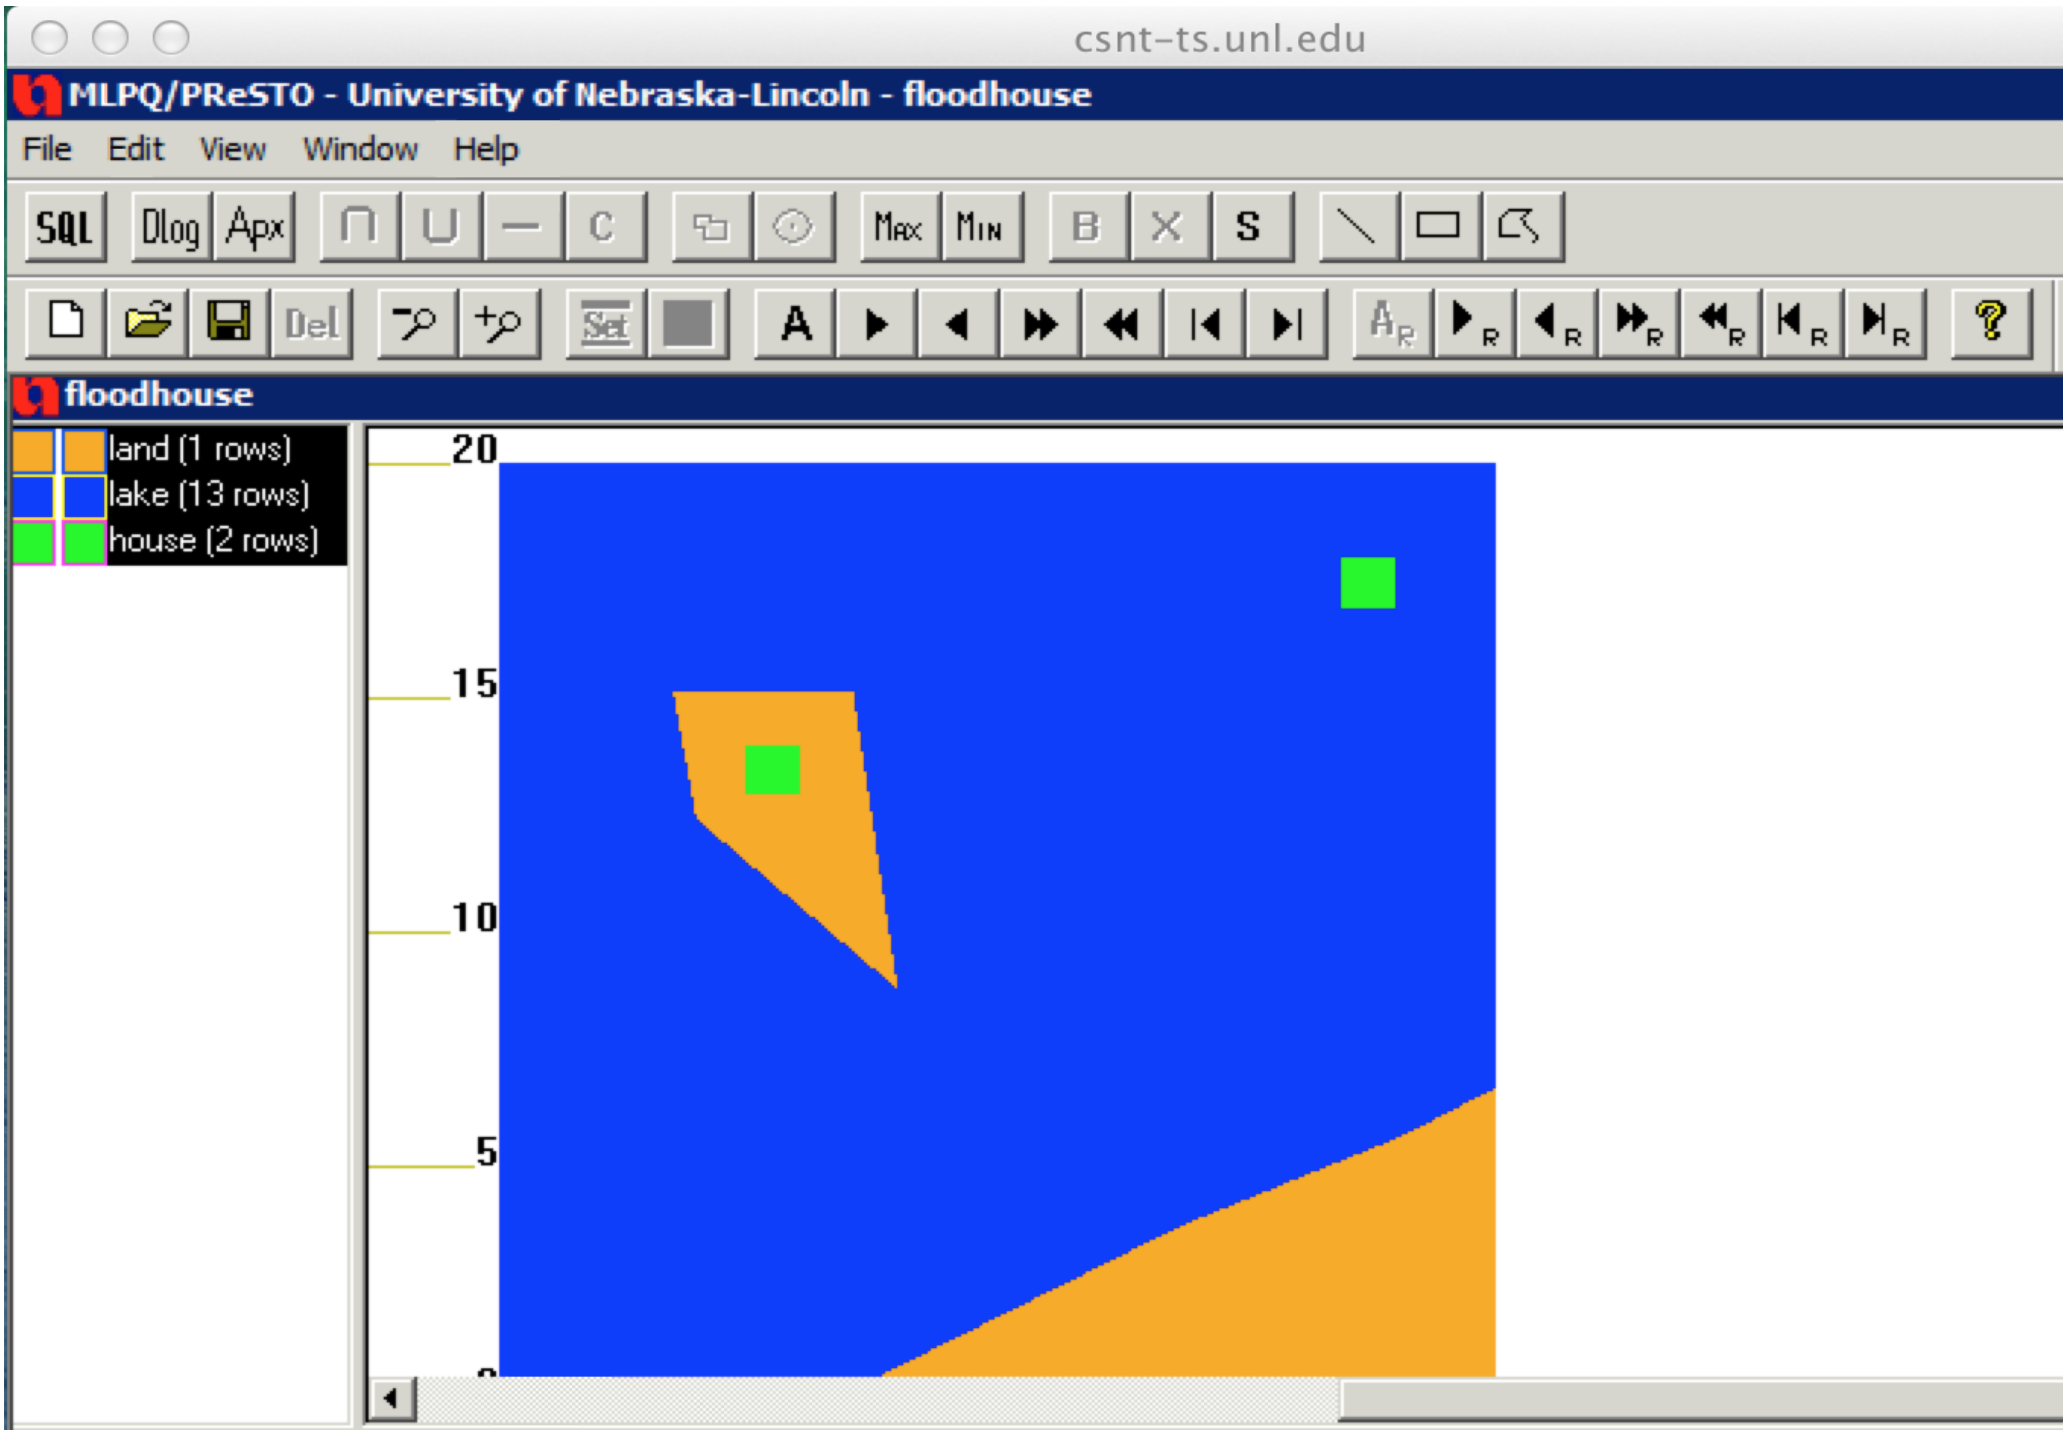 csnt-ts.unl.edu
MLPQ/PReSTO - University of Nebraska-Lincoln - floodhouse
File Edit View Window Help
SQL Dlog Apx ∩ U — C Max Min B X S
Del Set A R R R R R R R ?
floodhouse
land (1 rows)
lake (13 rows)
house (2 rows)
20
15
10
5